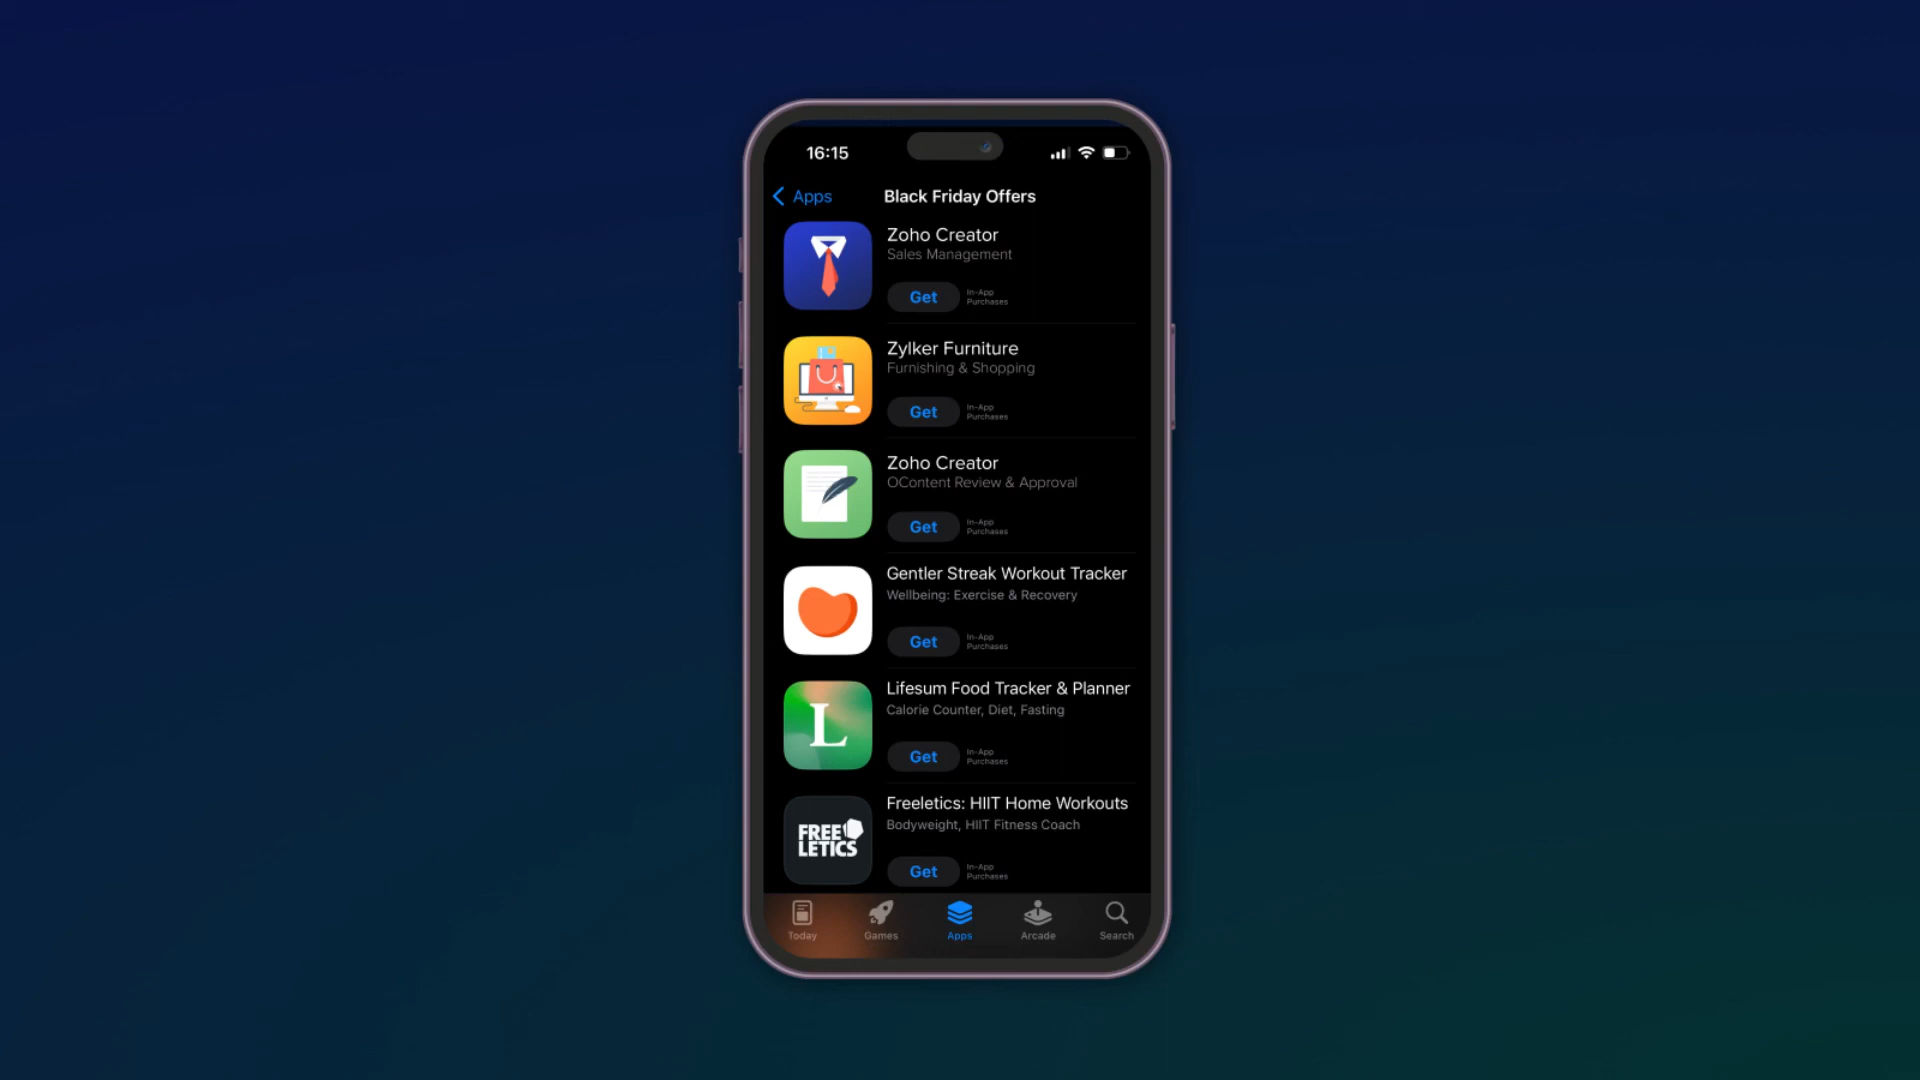 16:15
Apps
Black Friday Offers
Zoho Creator
Sales Management
Get
In-App
Purchases
Zylker Furniture
Furnishing & Shopping
Get
In-App
Purchases
Zoho Creator
OContent Review & Approval
Get
In-App
Purchases
Gentler Streak Workout Tracker
Wellbeing: Exercise & Recovery
Get
In-App
Purchases
L
Lifesum Food Tracker & Planner
Calorie Counter, Diet, Fasting
Get
In-App
Purchases
FREE
LETICS
Freeletics: HIIT Home Workouts
Bodyweight, HIIT Fitness Coach
Get
In-App
Purchases
Today
Games
Apps
Arcade
Search